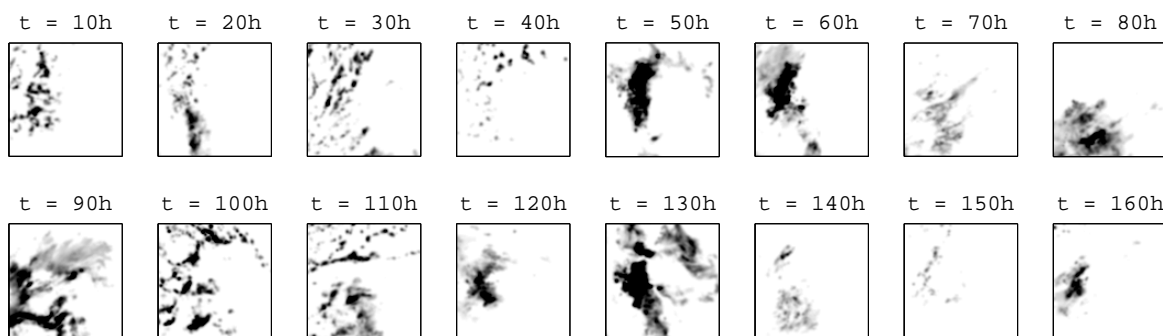 t = 10h t = 20h t = 30h t = 40h t = 50h t = 60h t = 70h t = 80h
t = 90h t = 100h t = 110h t = 120h t = 130h t = 140h t = 150h t = 160h